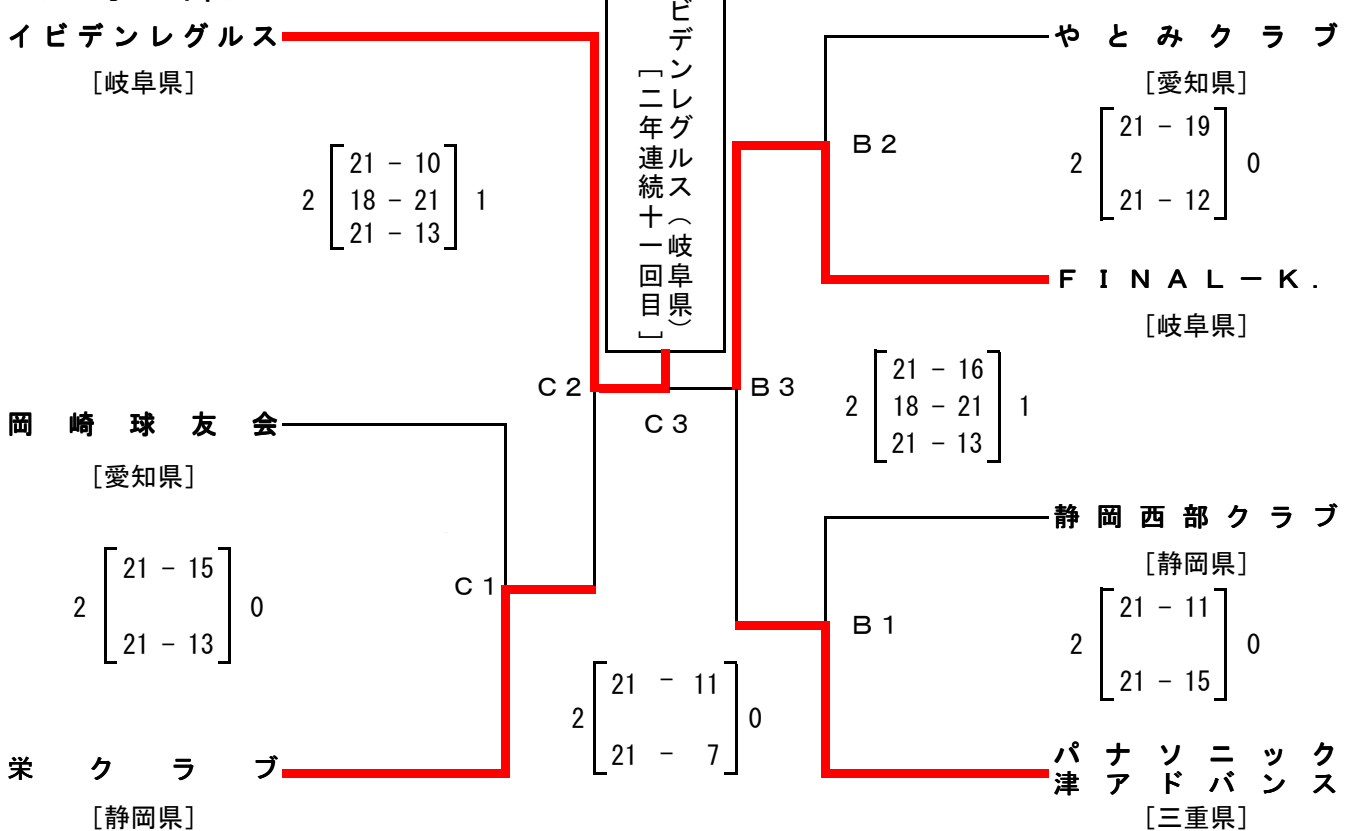 イビデンレグルス
[岐阜県]
2 [21 － 10] 1
18 － 21
21 － 13
岡崎球友会
[愛知県]
2 [21 － 15] 0
21 － 13
栄クラブ
[静岡県]
C1
C2
C3
ビデンレグルス（岐阜県）
[二年連続十一回目]
2 [21 － 11] 0
21 － 7
B3
B2
B1
やとみクラブ
[愛知県]
2 [21 － 19] 0
21 － 12
ＦＩＮＡＬ－Ｋ．
[岐阜県]
2 [21 － 16] 1
18 － 21
21 － 13
静岡西部クラブ
[静岡県]
2 [21 － 11] 0
21 － 15
パナソニック
津アドバンス
[三重県]